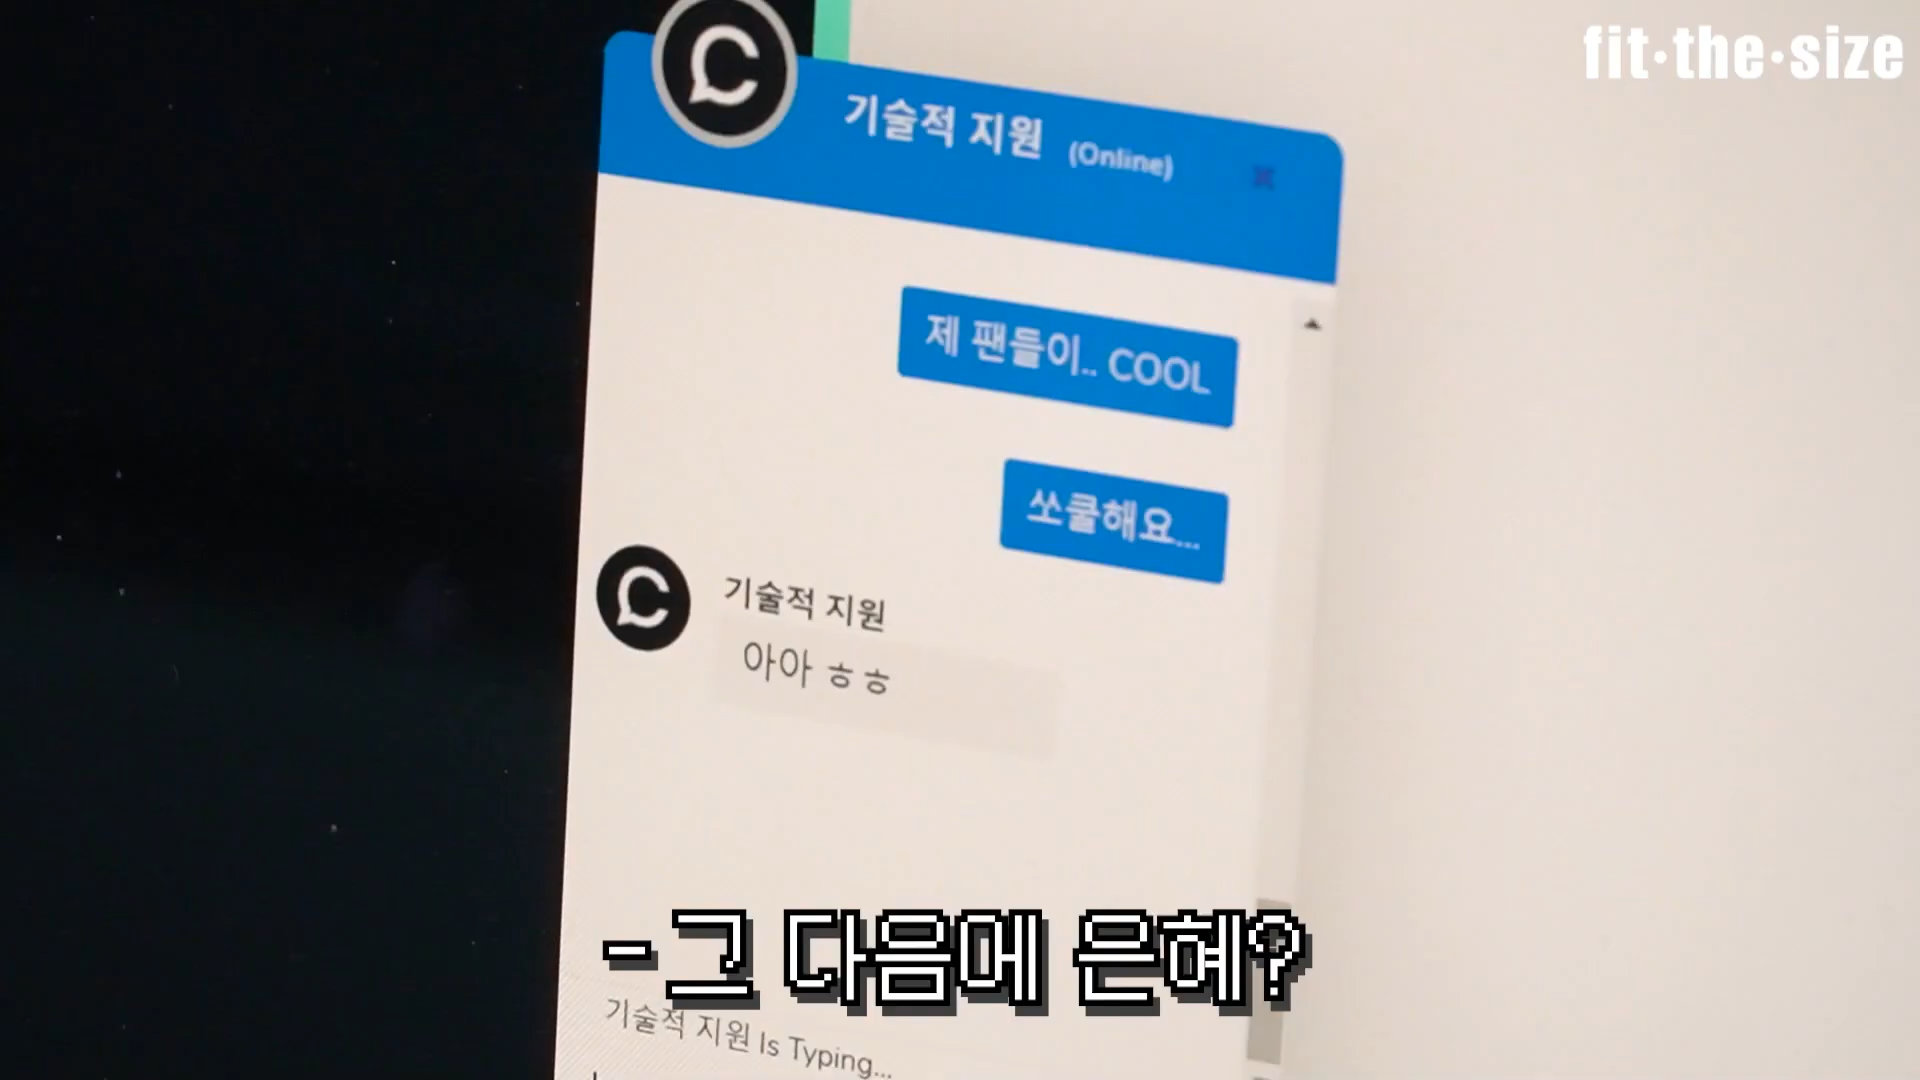 fit·the·size
기술적 지원 (Online)
제 팬들이.. COOL
쏘쿨해요...
기술적 지원
아아 ㅎㅎ
-그 다음에 은혜?
기술적 지원 Is Typing...